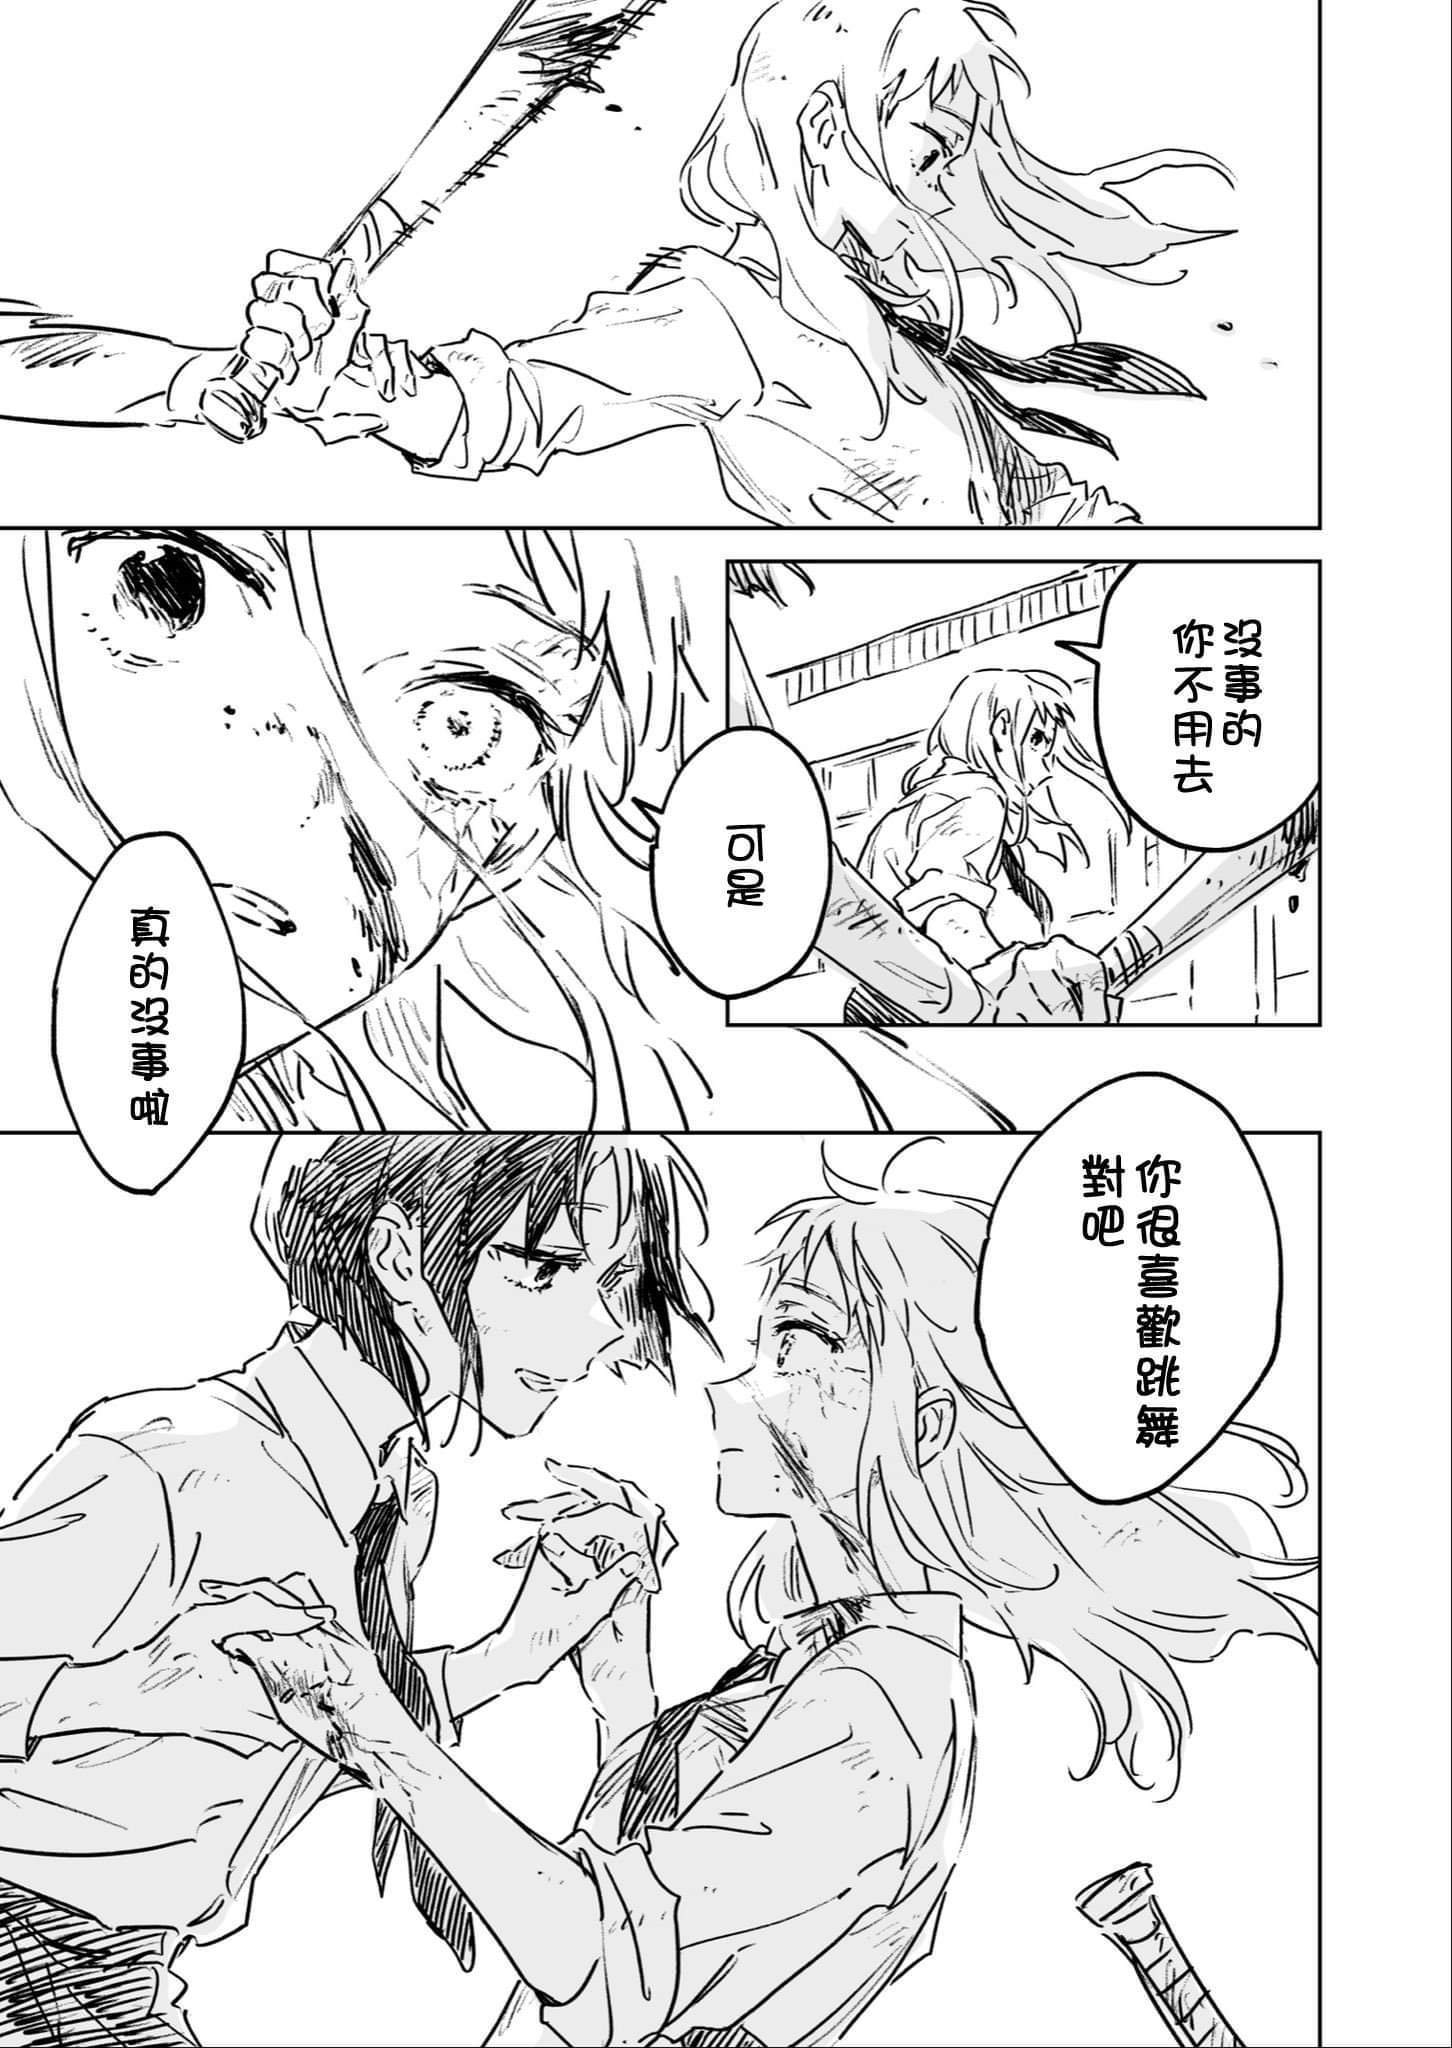 沒事的
你不用去
可是
真的沒事啦
你很喜歡跳舞
對吧